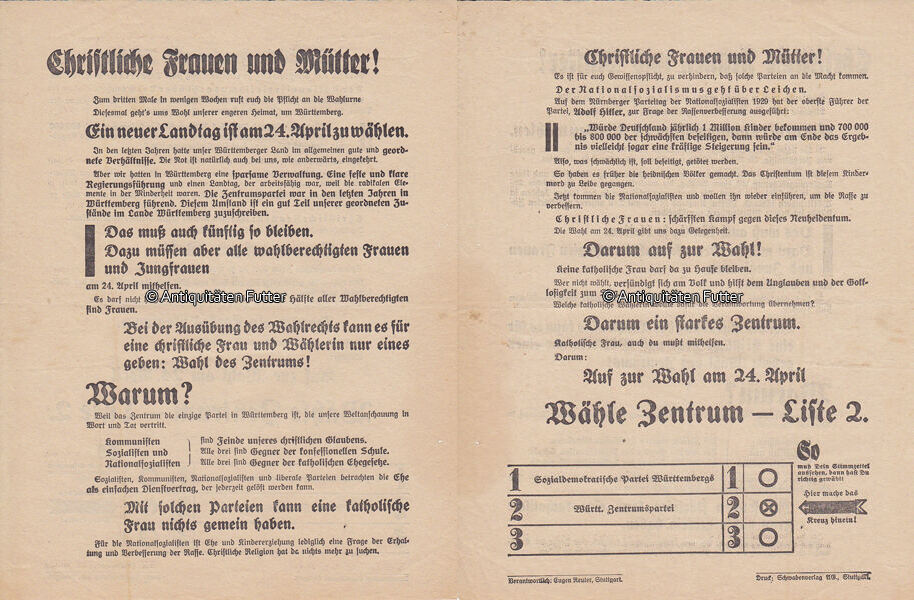 Christliche Frauen und Mütter!
Zum dritten Male in wenigen Wochen ruft euch die Pflicht an die Wahlurne
Diesesmal geht's ums Wohl unserer engeren Heimat, um Württemberg.
Ein neuer Landtag ist am 24. April zu wählen.
In den letzten Jahren hatte unser Württemberger Land im allgemeinen gute und geord-
nete Verhältnisse. Die Not ist natürlich auch bei uns, wie anderwärts, eingekehrt.
Aber wir hatten in Württemberg eine sparsame Verwaltung. Eine feste und klare
Regierungsführung und einen Landtag, der arbeitsfähig war, weil die radikalen Ele-
mente in der Minderheit waren. Die Zentrumspartei war in den letzten Jahren in
Württemberg führend. Diesem Umstand ist ein gut Teil unserer geordneten Zu-
stände im Lande Württemberg zuzuschreiben.
Das muß auch künftig so bleiben.
Dazu müssen aber alle wahlberechtigten Frauen
und Jungfrauen
am 24. April mithelfen.
Es darf nicht
Hälfte aller Wahlberechtigten
sind Frauen.
© Antiquitäten Futter
Bei der Ausübung des Wahlrechts kann es für
eine christliche Frau und Wählerin nur eines
geben: Wahl des Zentrums!
Warum?
Weil das Zentrum die einzige Partei in Württemberg ist, die unsere Weltanschauung in
Wort und Tat vertritt.
Kommunisten
Sozialisten und
Nationalsozialisten
sind Feinde unseres christlichen Glaubens.
Alle drei sind Gegner der konfessionellen Schule.
Alle drei sind Gegner der katholischen Ehegesetze.
Sozialisten, Kommunisten, Nationalsozialisten und liberale Parteien betrachten die Ehe
als einfachen Dienstvertrag, der jederzeit gelöst werden kann.
Mit solchen Parteien kann eine katholische
Frau nichts gemein haben.
Für die Nationalsozialisten ist Ehe und Kindererziehung lediglich eine Frage der Erhal-
tung und Verbesserung der Rasse. Christliche Religion hat da nichts mehr zu suchen.
Christliche Frauen und Mütter!
Es ist für euch Gewissenspflicht, zu verhindern, daß solche Parteien an die Macht kommen.
Der Nationalsozialismus geht über Leichen.
Auf dem Nürnberger Parteitag der Nationalsozialisten 1929 hat der oberste Führer der
Partei, Adolf Hitler, zur Frage der Rassenverbesserung ausgeführt:
"Würde Deutschland jährlich 1 Million Kinder bekommen und 700 000
bis 800 000 der schwächsten beseitigen, dann würde am Ende das Ergeb-
nis vielleicht sogar eine kräftige Steigerung sein."
Also, was schwächlich ist, soll beseitigt, getötet werden.
So haben es früher die heidnischen Völker gemacht. Das Christentum ist diesem Kinder-
mord zu Leibe gegangen.
Jetzt kommen die Nationalsozialisten und wollen ihn wieder einführen, um die Rasse zu
verbessern.
Christliche Frauen: schärfsten Kampf gegen dieses Neuheidentum.
Die Wahl am 24. April gibt uns dazu Gelegenheit.
Darum auf zur Wahl!
Keine katholische Frau darf da zu Hause bleiben.
Wer nicht wählt, versündigt sich am Volk und hilft dem Unglauben und der Gott-
losigkeit zum
© Antiquitäten Futter
Welche katholische Wählerin wollte dafür die Verantwortung übernehmen?
Darum ein starkes Zentrum.
Katholische Frau, auch du mußt mithelfen.
Darum:
Auf zur Wahl am 24. April
Wähle Zentrum — Liste 2.
1 Sozialdemokratische Partei Württembergs 1
2 Württ. Zentrumspartei 2
3 3
So
muß Dein Stimmzettel
aussehen, dann hast Du
richtig gewählt
Hier mache das
Kreuz hinein!
Verantwortlich: Eugen Reuter, Stuttgart.
Druck: Schwabenverlag AG., Stuttgart.